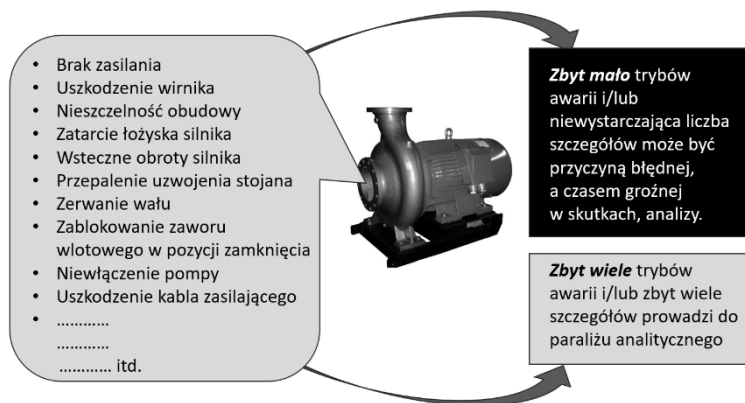 • Brak zasilania
• Uszkodzenie wirnika
• Nieszczelność obudowy
• Zatarcie łożyska silnika
• Wsteczne obroty silnika
• Przepalenie uzwojenia stojana
• Zerwanie wału
• Zablokowanie zaworu
wlotowego w pozycji zamknięcia
• Niewłączenie pompy
• Uszkodzenie kabla zasilającego
• …………
…………
………… itd.
Zbyt mało trybów
awarii i/lub
niewystarczająca liczba
szczegółów może być
przyczyną błędnej,
a czasem groźnej
w skutkach, analizy.
Zbyt wiele trybów
awarii i/lub zbyt wiele
szczegółów prowadzi do
paraliżu analitycznego